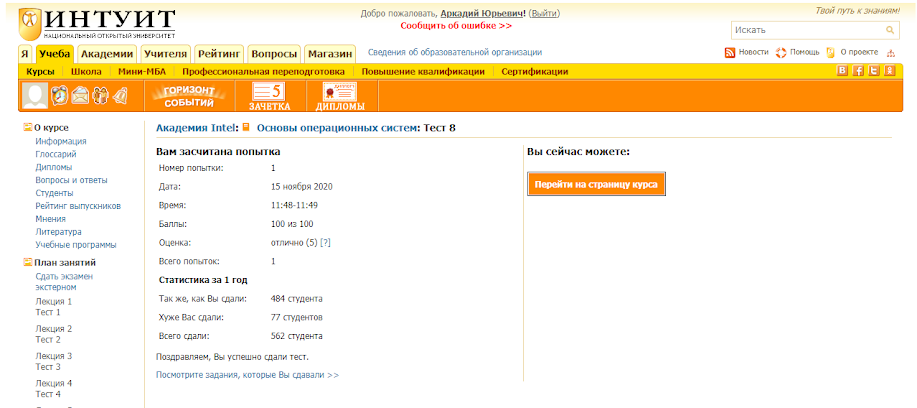 ИНТУИТ
НАЦИОНАЛЬНЫЙ ОТКРЫТЫЙ УНИВЕРСИТЕТ
Добро пожаловать, Аркадий Юрьевич! (Выйти)
Сообщить об ошибке >>
Твой путь к знаниям!
Искать
Я Учеба Академии Учителя Рейтинг Вопросы Магазин
Сведения об образовательной организации
Новости Помощь О проекте
Курсы Школа Мини-МБА Профессиональная переподготовка Повышение квалификации Сертификации
ГОРИЗОНТ
СОБЫТИЙ
5
ЗАЧЕТКА
ДИПЛОМЫ
О курсе
Информация
Глоссарий
Дипломы
Вопросы и ответы
Студенты
Рейтинг выпускников
Мнения
Литература
Учебные программы
План занятий
Сдать экзамен
экстерном
Лекция 1
Тест 1
Лекция 2
Тест 2
Лекция 3
Тест 3
Лекция 4
Тест 4
Академия Intel: Основы операционных систем: Тест 8
Вам засчитана попытка
Номер попытки: 1
Дата: 15 ноября 2020
Время: 11:48-11:49
Баллы: 100 из 100
Оценка: отлично (5) [?]
Всего попыток: 1
Статистика за 1 год
Так же, как Вы сдали: 484 студента
Хуже Вас сдали: 77 студентов
Всего сдали: 562 студента
Поздравляем, Вы успешно сдали тест.
Посмотрите задания, которые Вы сдавали >>
Вы сейчас можете:
Перейти на страницу курса